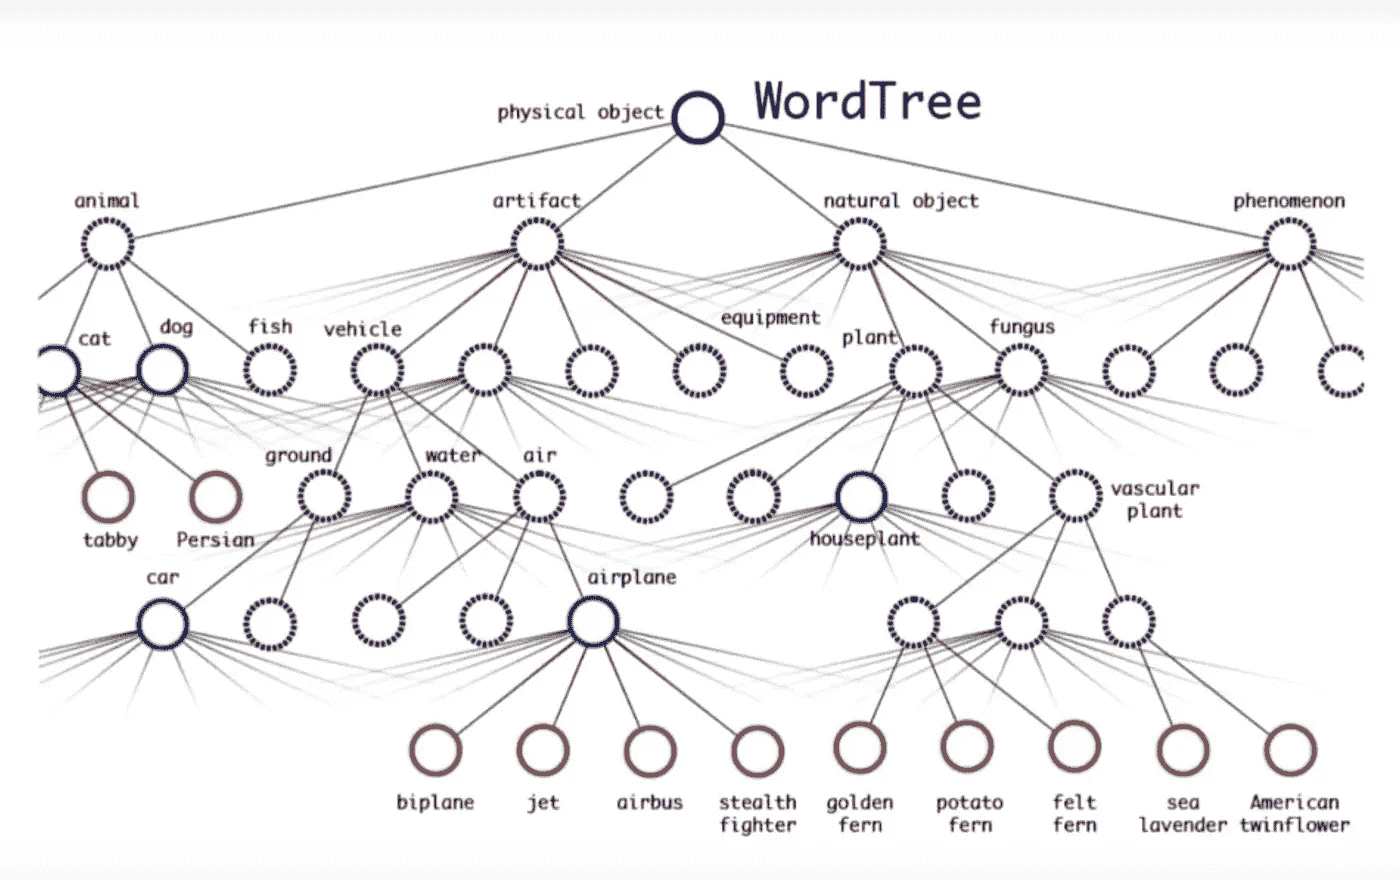 WordTree
physical object
animal
artifact
natural object
phenomenon
cat
dog
fish
vehicle
equipment
plant
fungus
ground
water
air
vascular
plant
tabby
Persian
houseplant
car
airplane
biplane
jet
airbus
stealth
fighter
golden
fern
potato
fern
felt
fern
sea
lavender
American
twinflower